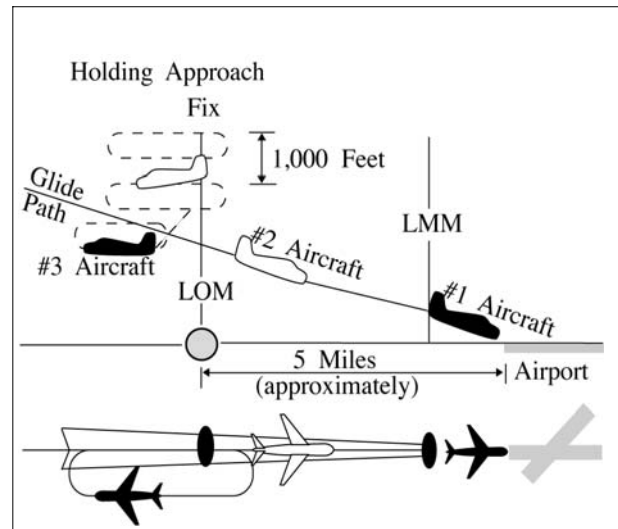 Holding Approach
Fix
1,000 Feet
Glide
Path
LMM
#2 Aircraft
#3 Aircraft
LOM
#1 Aircraft
5 Miles
(approximately)
Airport